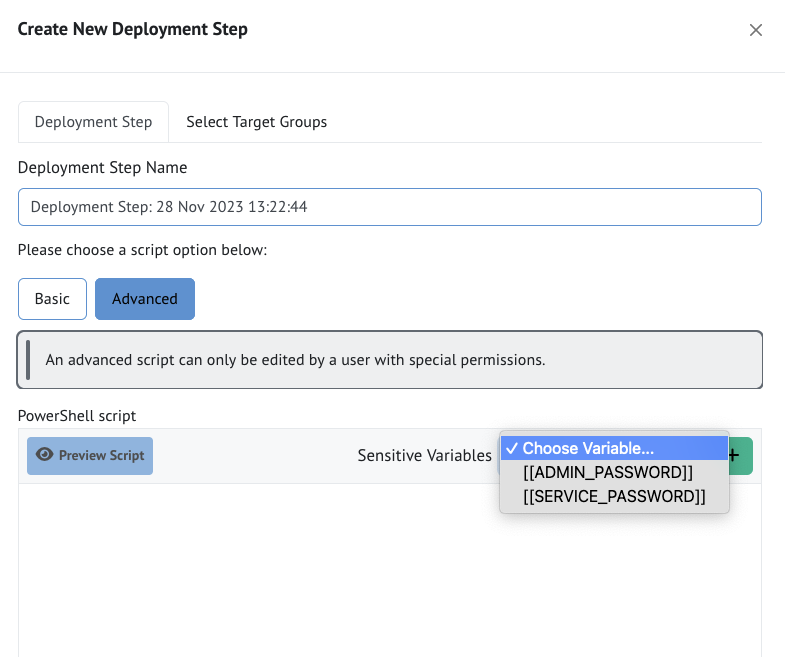 Create New Deployment Step
Deployment Step
Select Target Groups
Deployment Step Name
Deployment Step: 28 Nov 2023 13:22:44
Please choose a script option below:
Basic
Advanced
An advanced script can only be edited by a user with special permissions.
PowerShell script
Preview Script
Sensitive Variables
✓ Choose Variable...
[[ADMIN_PASSWORD]]
[[SERVICE_PASSWORD]]
+